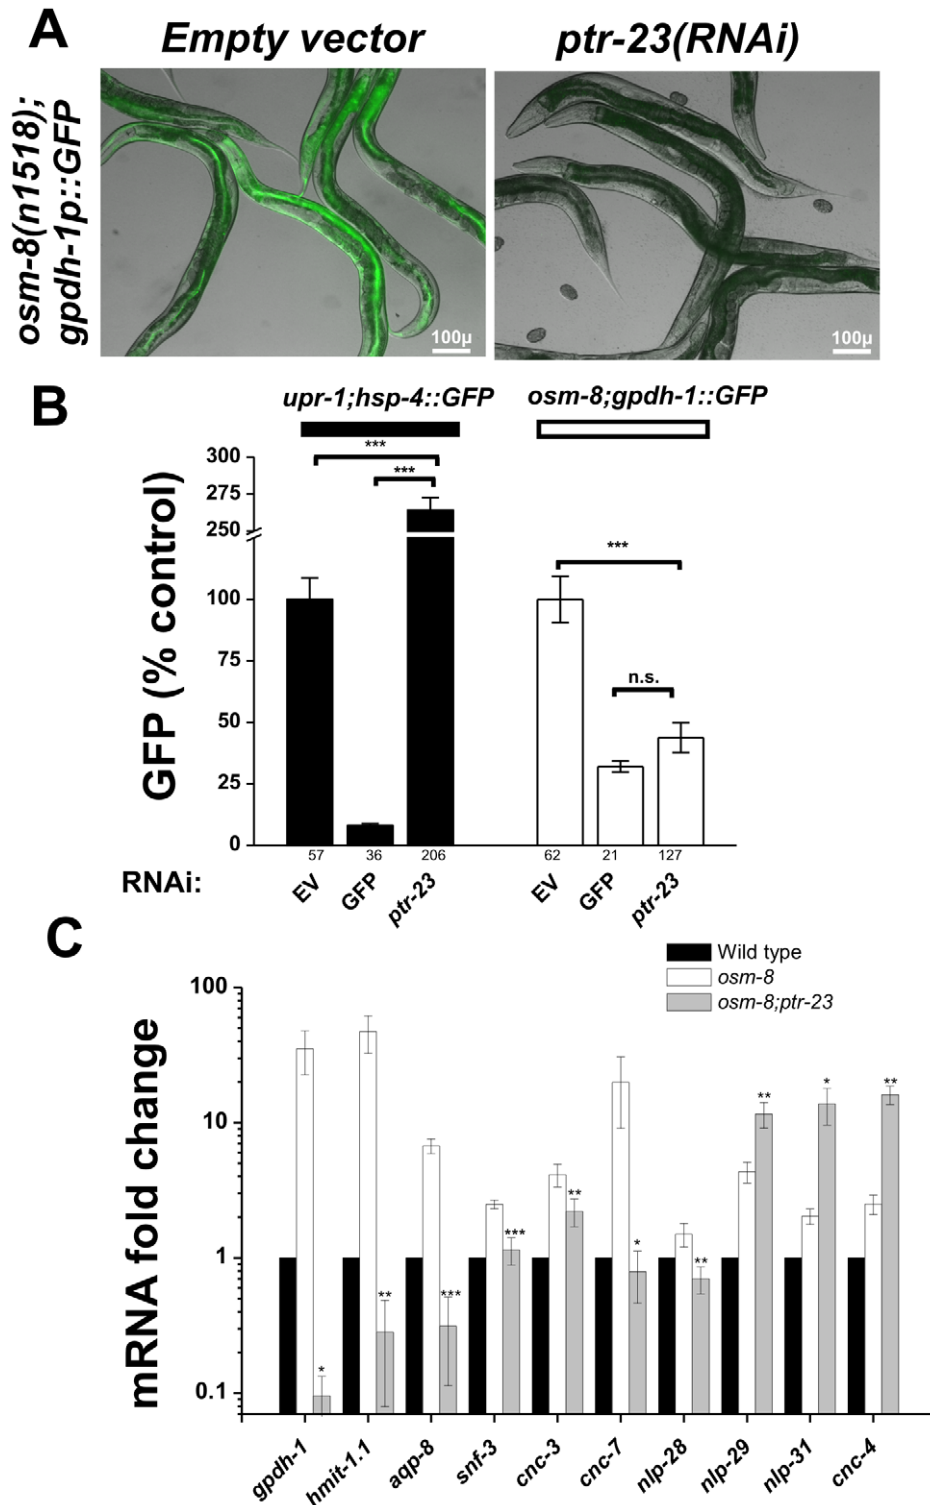 A
Empty vector
ptr-23(RNAi)
osm-8(n1518);
gpdh-1p::GFP
100µ
100µ
B
upr-1;hsp-4::GFP
osm-8;gpdh-1::GFP
GFP (% control)
300
275
250
100
75
50
25
0
***
***
***
n.s.
57
36
206
62
21
127
RNAi:
EV
GFP
ptr-23
EV
GFP
ptr-23
C
Wild type
osm-8
osm-8;ptr-23
mRNA fold change
100
10
1
0.1
*
**
***
***
**
*
**
**
*
**
gpdh-1
hmit-1.1
aqp-8
snf-3
cnc-3
cnc-7
nlp-28
nlp-29
nlp-31
cnc-4